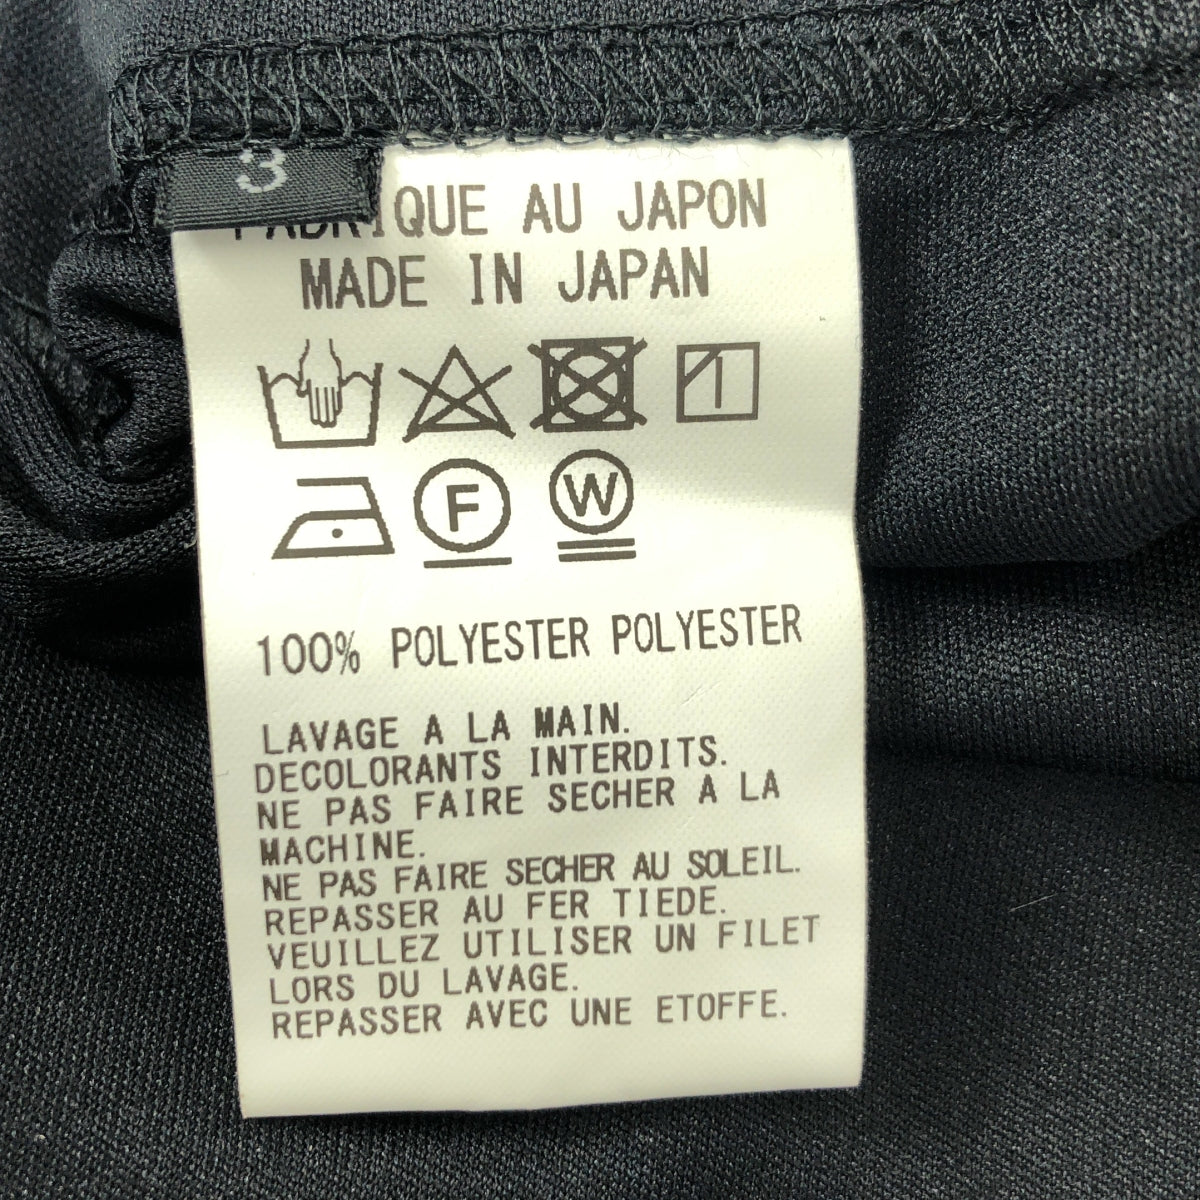 3
FABRIQUE AU JAPON
MADE IN JAPAN
1
F
W
100% POLYESTER POLYESTER
LAVAGE A LA MAIN.
DECOLORANTS INTERDITS.
NE PAS FAIRE SECHER A LA
MACHINE.
NE PAS FAIRE SECHER AU SOLEIL.
REPASSER AU FER TIEDE.
VEUILLEZ UTILISER UN FILET
LORS DU LAVAGE.
REPASSER AVEC UNE ETOFFE.